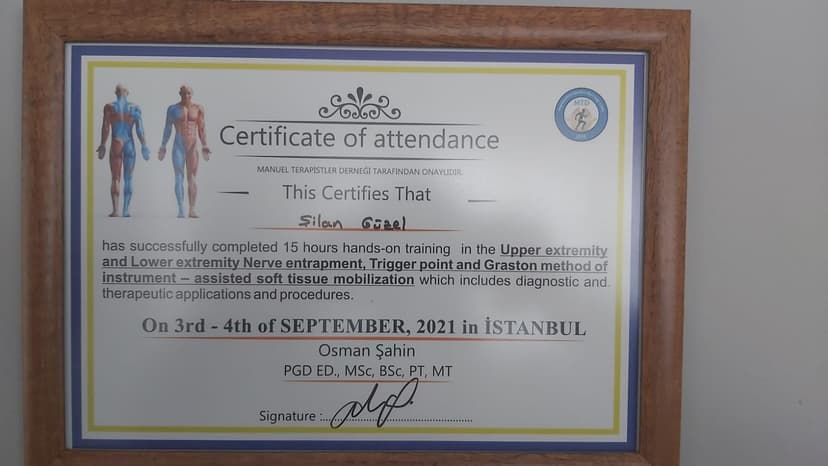 MTD
Certificate of attendance
MANUEL TERAPİSTLER DERNEĞİ TARAFINDAN ONAYLIDIR.
This Certifies That
Şilan Güzel
has successfully completed 15 hours hands-on training in the Upper extremity
and Lower extremity Nerve entrapment, Trigger point and Graston method of
instrument – assisted soft tissue mobilization which includes diagnostic and
therapeutic applications and procedures.
On 3rd - 4th of SEPTEMBER, 2021 in İSTANBUL
Osman Şahin
PGD ED., MSc, BSc, PT, MT
Signature :